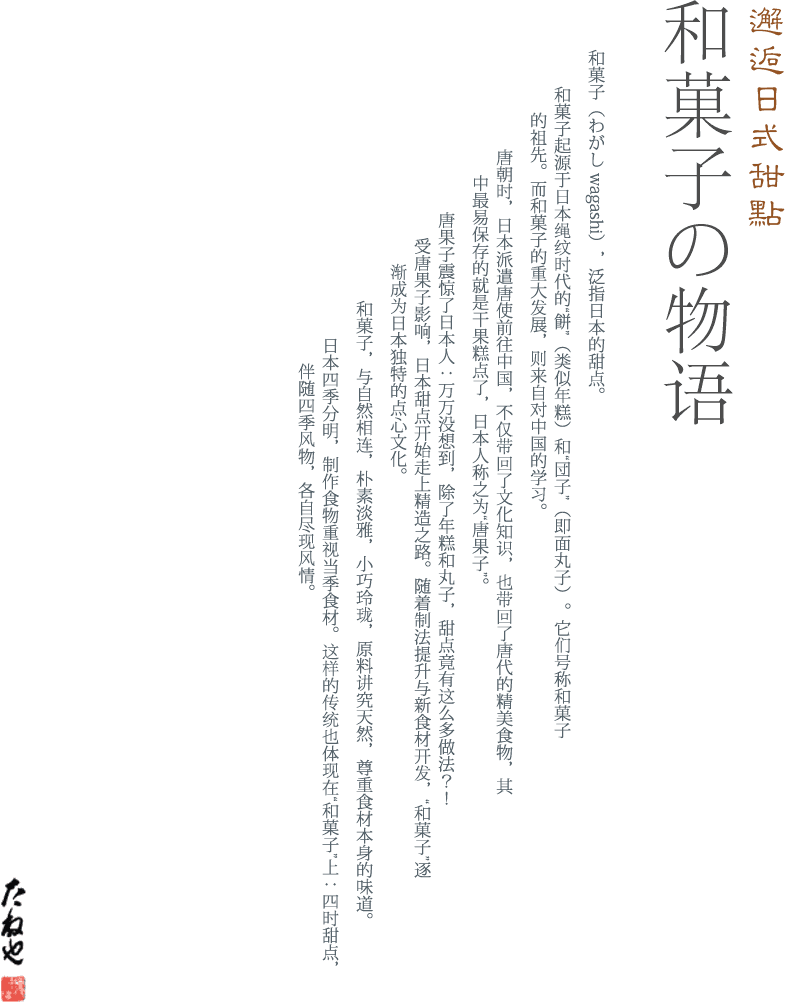 邂逅日式甜點
和菓子の物语
和菓子（わがし wagashi），泛指日本的甜点。
和菓子起源于日本绳纹时代的“餅”（类似年糕）和“団子”（即面丸子）。它们号称和菓子
的祖先。而和菓子的重大发展，则来自对中国的学习。
唐朝时，日本派遣唐使前往中国，不仅带回了文化知识，也带回了唐代的精美食物，其
中最易保存的就是干果糕点了，日本人称之为“唐果子”。
唐果子震惊了日本人：万万没想到，除了年糕和丸子，甜点竟有这么多做法？！
受唐果子影响，日本甜点开始走上精造之路。随着制法提升与新食材开发，“和菓子”逐
渐成为日本独特的点心文化。
和菓子，与自然相连，朴素淡雅，小巧玲珑，原料讲究天然，尊重食材本身的味道。
日本四季分明，制作食物重视当季食材。这样的传统也体现在“和菓子”上：四时甜点，
伴随四季风物，各自尽现风情。
たねや